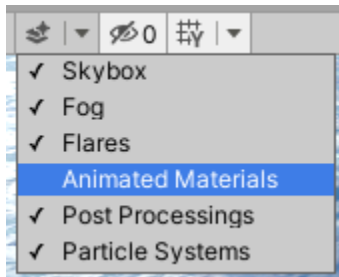 0
Skybox
Fog
Flares
Animated Materials
Post Processings
Particle Systems